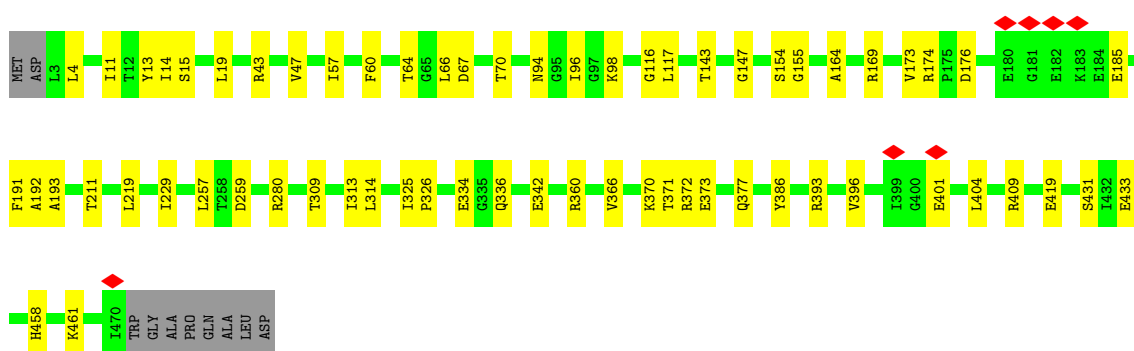 MET ASP L3 L4 I11 T12 Y13 I14 S15 L19 R43 V47 I57 F60 T64 G65 L66 D67 T70 N94 G95 I96 G97 K98 G116 L117 T143 G147 S154 G155 A164 R169 V173 R174 P175 D176 E180 G181 E182 K183 E184 E185
F191 A192 A193 T211 L219 I229 L257 T258 D259 R280 T309 I313 L314 I325 P326 E334 G335 Q336 E342 R360 V366 K370 T371 R372 E373 Q377 Y386 R393 V396 I399 G400 E401 L404 R409 E419 S431 I432 E433
H458 K461 I470 TRP GLY ALA PRO GLN ALA LEU ASP